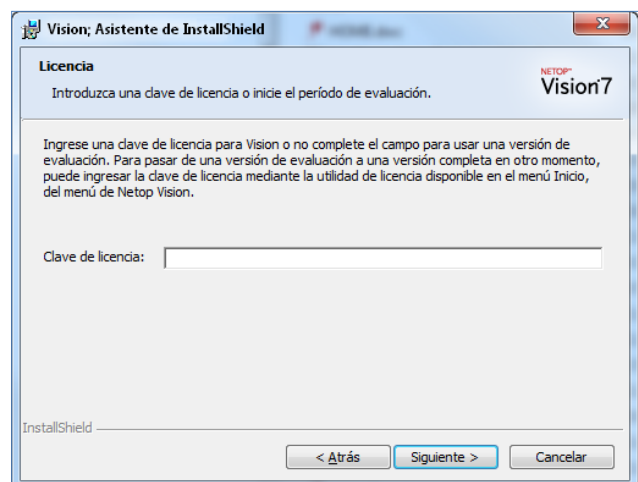 Vision; Asistente de InstallShield
Licencia
Introduzca una clave de licencia o inicie el período de evaluación.
NETOP™
Vision7
Ingrese una clave de licencia para Vision o no complete el campo para usar una versión de
evaluación. Para pasar de una versión de evaluación a una versión completa en otro momento,
puede ingresar la clave de licencia mediante la utilidad de licencia disponible en el menú Inicio,
del menú de Netop Vision.
Clave de licencia:
InstallShield
< Atrás
Siguiente >
Cancelar